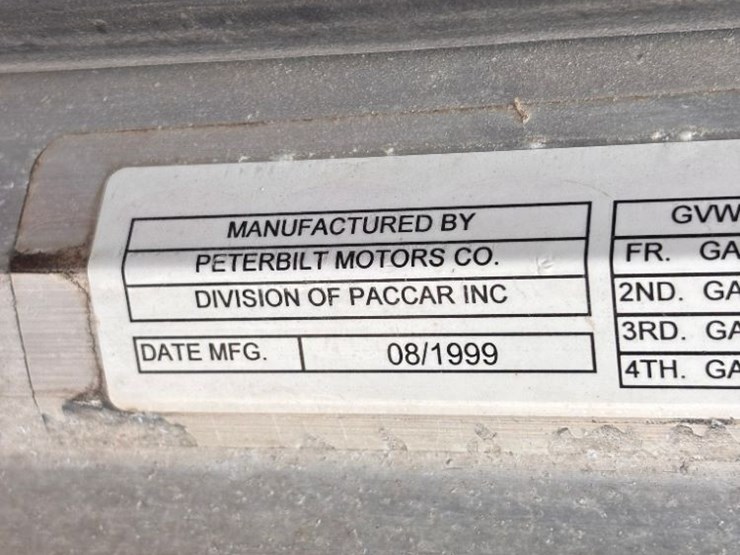 MANUFACTURED BY
PETERBILT MOTORS CO.
DIVISION OF PACCAR INC
DATE MFG. 08/1999
GVW
FR. GA
2ND. GA
3RD. GA
4TH. GA